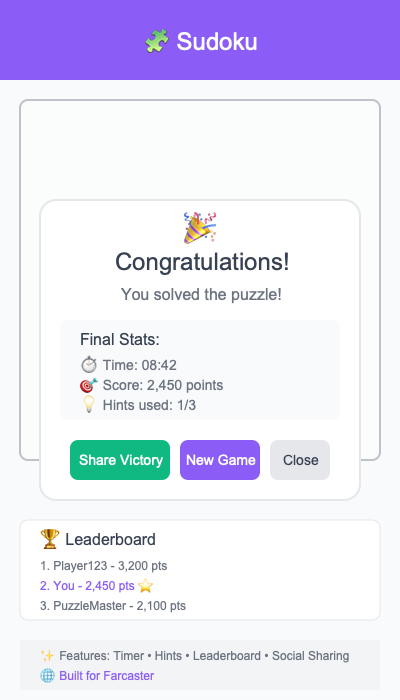 🧩 Sudoku
🎉
Congratulations!
You solved the puzzle!
Final Stats:
⏱️ Time: 08:42
🎯 Score: 2,450 points
💡 Hints used: 1/3
Share Victory New Game Close
🏆 Leaderboard
1. Player123 - 3,200 pts
2. You - 2,450 pts ⭐
3. PuzzleMaster - 2,100 pts
✨ Features: Timer • Hints • Leaderboard • Social Sharing
🌐 Built for Farcaster